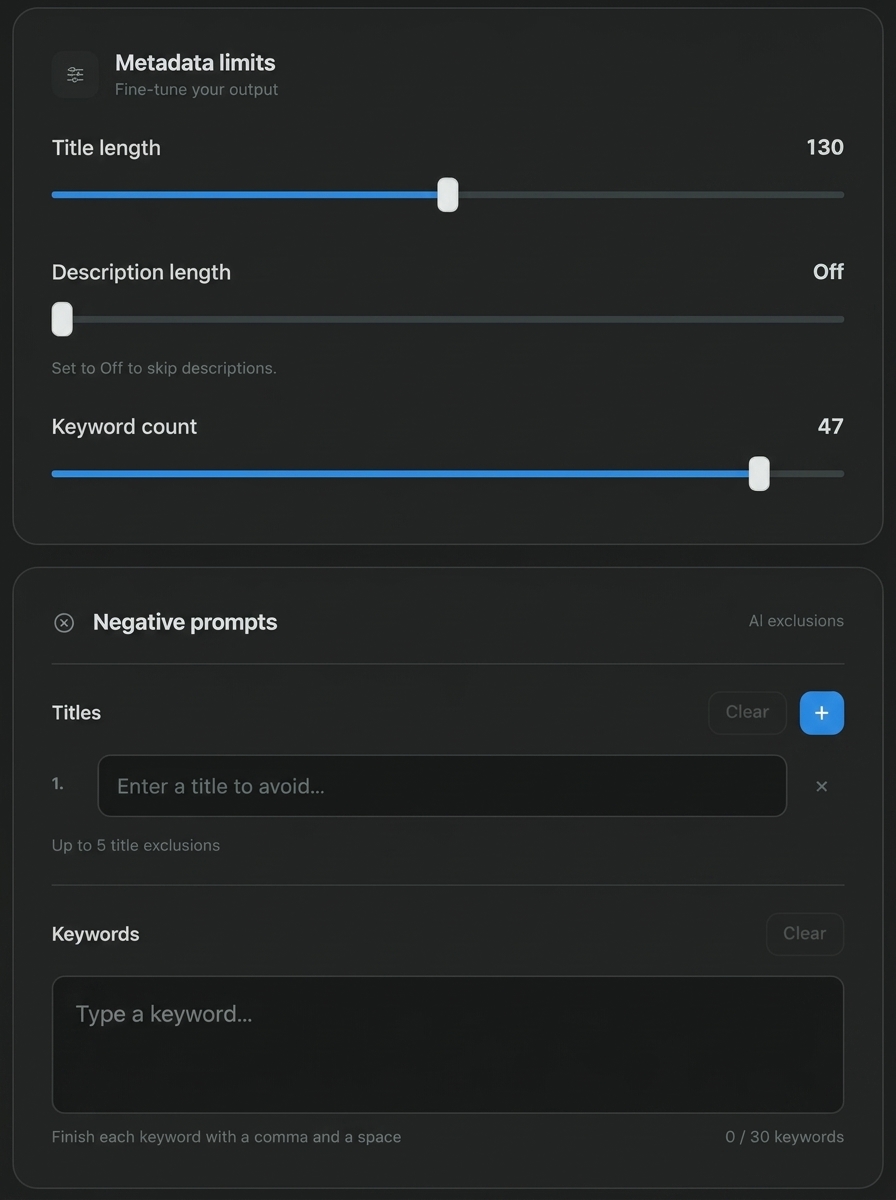 Metadata limits
Fine-tune your output
Title length 130
Description length Off
Set to Off to skip descriptions.
Keyword count 47
Negative prompts AI exclusions
Titles Clear +
1. Enter a title to avoid... ×
Up to 5 title exclusions
Keywords Clear
Type a keyword...
Finish each keyword with a comma and a space 0 / 30 keywords